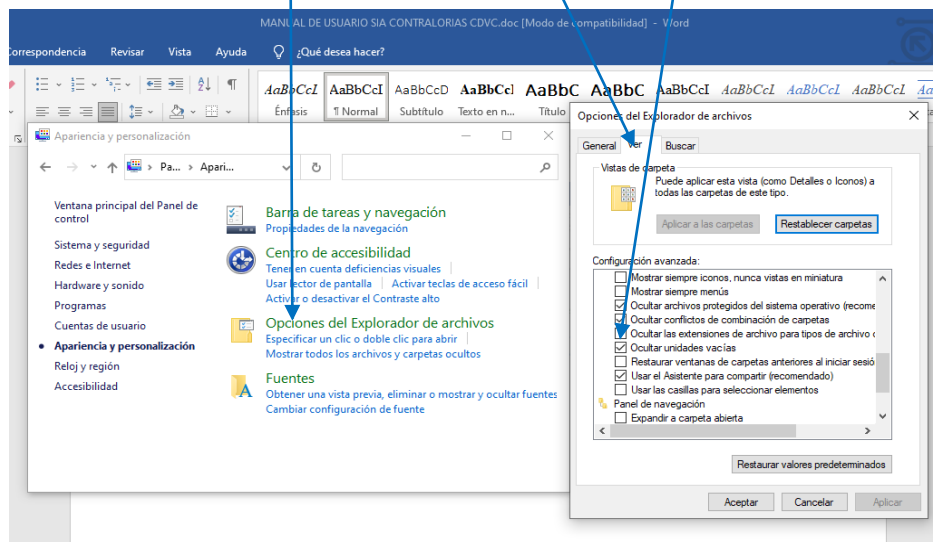 MANUAL DE USUARIO SIA CONTRALORIAS CDVC.doc [Modo de compatibilidad] - Word
Correspondencia Revisar Vista Ayuda ¿Qué desea hacer?
AaBbCcL AaBbCcI AaBbCcD AaBbCcI AaBbC AaBbC AaBbCcI AaBbCcL AaBbCcL AaBbCcL
Énfasis ¶ Normal Subtítulo Texto en n... Título
Apariencia y personalización
Pa... > Apari...
Ventana principal del Panel de
control
Sistema y seguridad
Redes e Internet
Hardware y sonido
Programas
Cuentas de usuario
Apariencia y personalización
Reloj y región
Accesibilidad
Barra de tareas y navegación
Propiedades de la navegación
Centro de accesibilidad
Tener en cuenta deficiencias visuales
Usar lector de pantalla Activar teclas de acceso fácil
Activar o desactivar el Contraste alto
Opciones del Explorador de archivos
Especificar un clic o doble clic para abrir
Mostrar todos los archivos y carpetas ocultos
Fuentes
Obtener una vista previa, eliminar o mostrar y ocultar fuentes
Cambiar configuración de fuente
Opciones del Explorador de archivos
General Ver Buscar
Vistas de carpeta
Puede aplicar esta vista (como Detalles o Iconos) a
todas las carpetas de este tipo.
Aplicar a las carpetas Restablecer carpetas
Configuración avanzada:
Mostrar siempre iconos, nunca vistas en miniatura
Mostrar siempre menús
Ocultar archivos protegidos del sistema operativo (recome
Ocultar conflictos de combinación de carpetas
Ocultar las extensiones de archivo para tipos de archivo c
Ocultar unidades vacías
Restaurar ventanas de carpetas anteriores al iniciar sesió
Usar el Asistente para compartir (recomendado)
Usar las casillas para seleccionar elementos
Panel de navegación
Expandir a carpeta abierta
Restaurar valores predeterminados
Aceptar Cancelar Aplicar